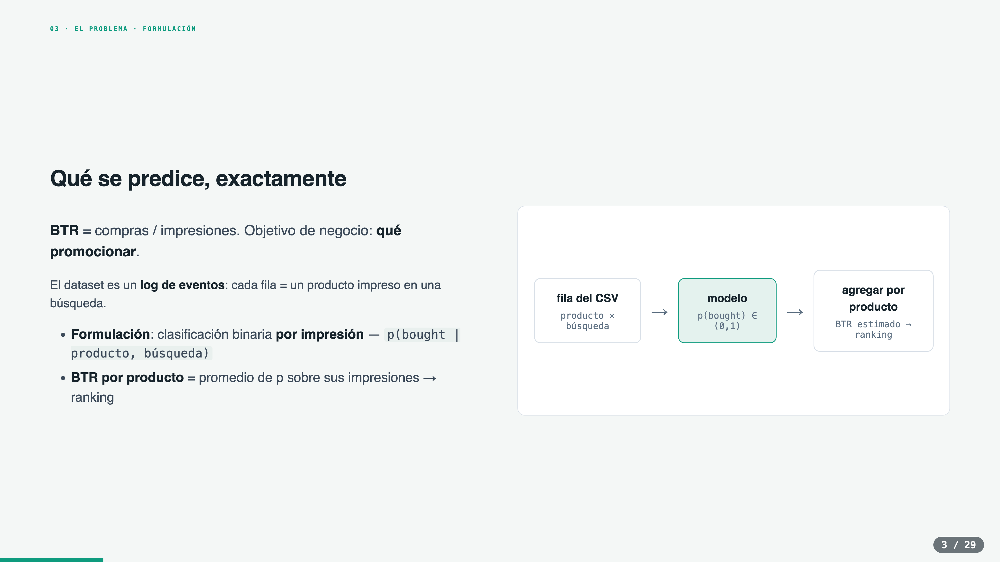 03 · EL PROBLEMA · FORMULACIÓN
Qué se predice, exactamente
BTR = compras / impresiones. Objetivo de negocio: qué
promocionar.
El dataset es un log de eventos: cada fila = un producto impreso en una
búsqueda.
• Formulación: clasificación binaria por impresión — p(bought |
producto, búsqueda)
• BTR por producto = promedio de p sobre sus impresiones →
ranking
fila del CSV
producto ×
búsqueda
→
modelo
p(bought) ∈
(0,1)
→
agregar por
producto
BTR estimado →
ranking
3 / 29